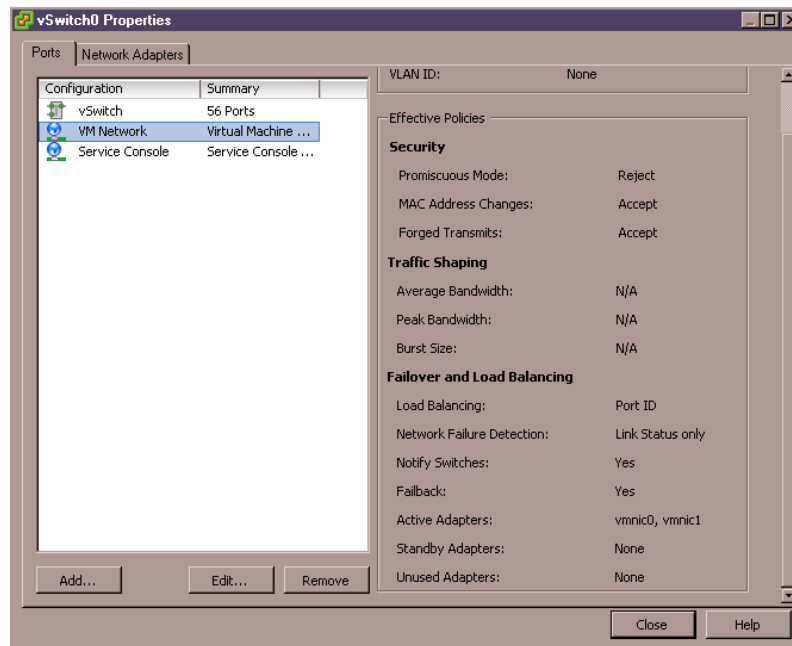 vSwitch0 Properties
Ports Network Adapters
Configuration Summary
vSwitch 56 Ports
VM Network Virtual Machine ...
Service Console Service Console ...
Add... Edit... Remove
VLAN ID: None
Effective Policies
Security
Promiscuous Mode: Reject
MAC Address Changes: Accept
Forged Transmits: Accept
Traffic Shaping
Average Bandwidth: N/A
Peak Bandwidth: N/A
Burst Size: N/A
Failover and Load Balancing
Load Balancing: Port ID
Network Failure Detection: Link Status only
Notify Switches: Yes
Failback: Yes
Active Adapters: vmnic0, vmnic1
Standby Adapters: None
Unused Adapters: None
Close Help